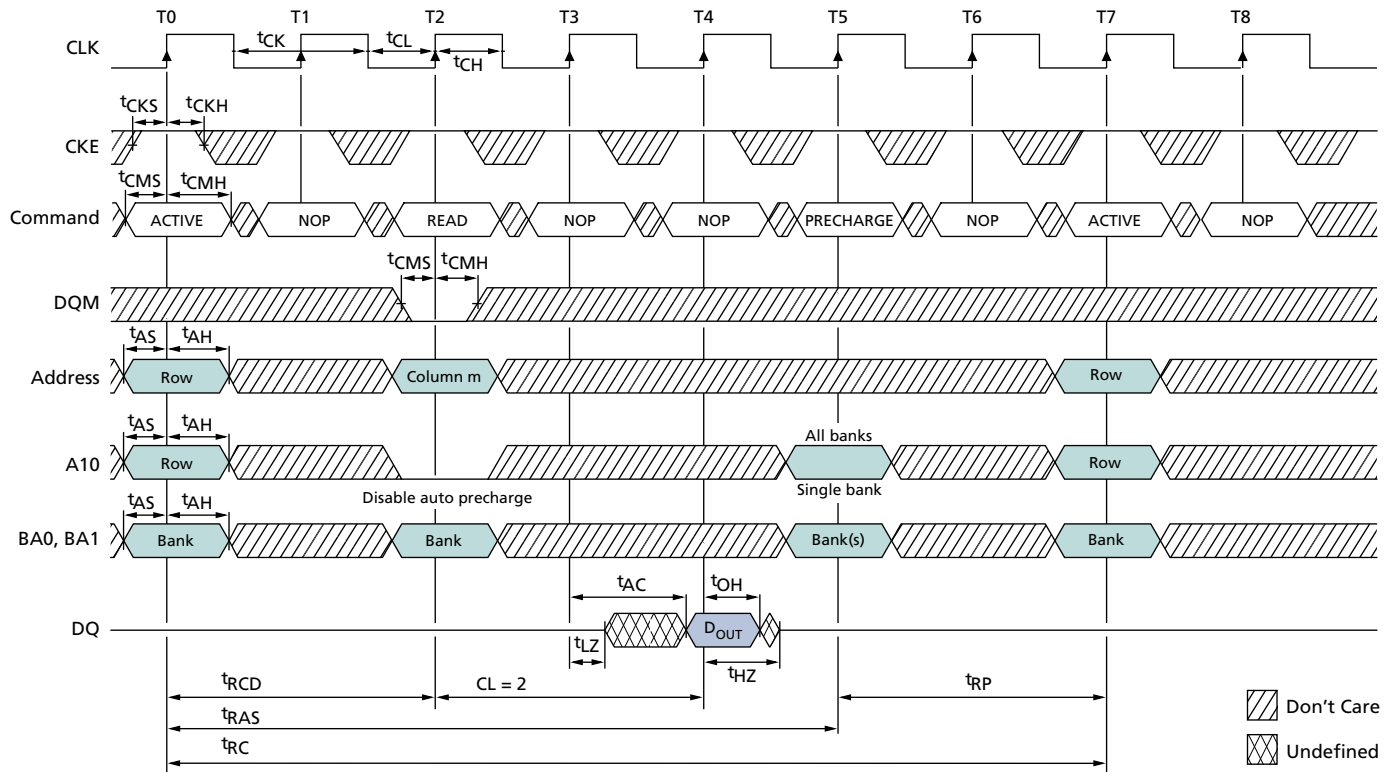 T0 T1 T2 T3 T4 T5 T6 T7 T8
CLK
tCK tCL
tCH
tCKS tCKH
CKE
tCMS tCMH
Command ACTIVE NOP READ NOP NOP PRECHARGE NOP ACTIVE NOP
tCMS tCMH
DQM
tAS tAH
Address Row Column m Row
tAS tAH
All banks
A10 Row Row
Disable auto precharge
Single bank
tAS tAH
BA0, BA1 Bank Bank Bank(s) Bank
tAC tOH
DQ DOUT
tLZ
tHZ
tRCD CL = 2 tRP
tRAS
tRC
Don't Care
Undefined